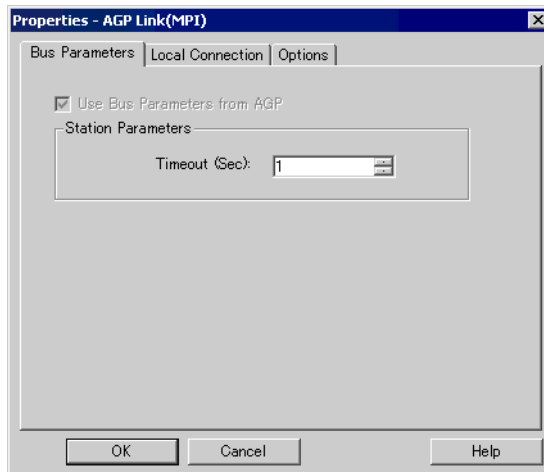 Properties - AGP Link(MPI)
Bus Parameters Local Connection Options
Use Bus Parameters from AGP
Station Parameters
Timeout (Sec): 1
OK Cancel Help